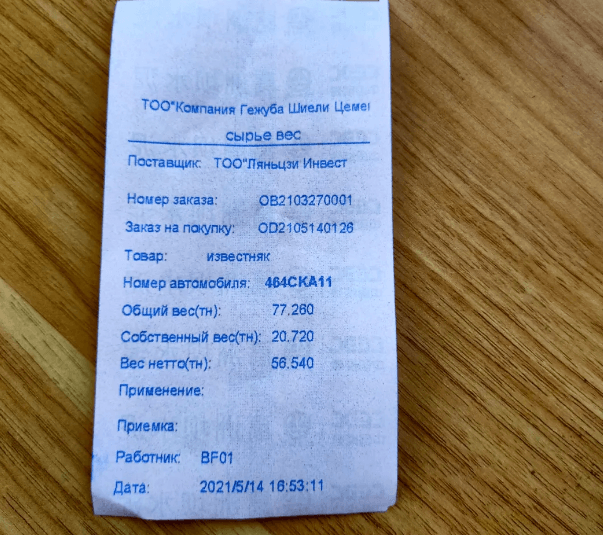 ТОО"Компания Гежуба Шиели Цемен
сырье вес
Поставщик: ТОО"Ляньцзи Инвест
Номер заказа: OB2103270001
Заказ на покупку: OD2105140126
Товар: известняк
Номер автомобиля: 464CKA11
Общий вес(тн): 77.260
Собственный вес(тн): 20.720
Вес нетто(тн): 56.540
Применение:
Приемка:
Работник: BF01
Дата: 2021/5/14 16:53:11